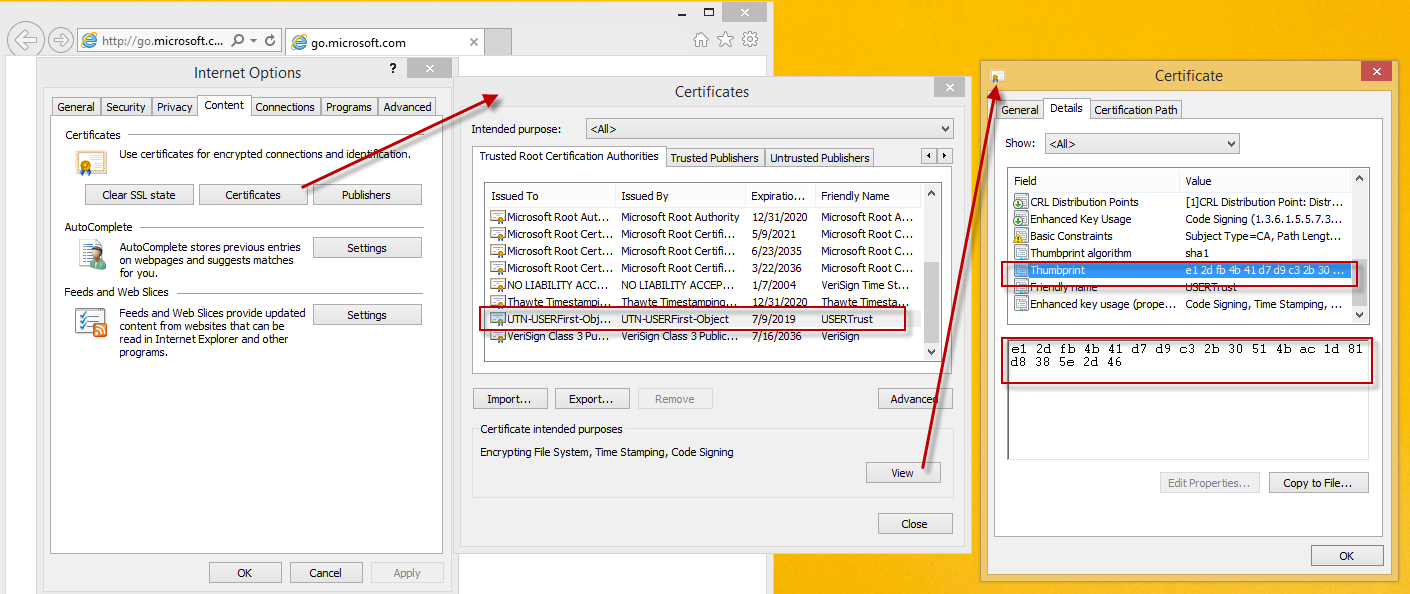 http://go.microsoft.c...
go.microsoft.com
Internet Options
?
General
Security
Privacy
Content
Connections
Programs
Advanced
Certificates
Use certificates for encrypted connections and identification.
Clear SSL state
Certificates
Publishers
AutoComplete
AutoComplete stores previous entries
on webpages and suggests matches
for you.
Settings
Feeds and Web Slices
Feeds and Web Slices provide updated
content from websites that can be
read in Internet Explorer and other
programs.
Settings
OK
Cancel
Apply
Certificates
Intended purpose:
<All>
Trusted Root Certification Authorities
Trusted Publishers
Untrusted Publishers
Issued To Issued By Expiratio... Friendly Name
Microsoft Root Aut... Microsoft Root Authority 12/31/2020 Microsoft Root A...
Microsoft Root Cert... Microsoft Root Certifi... 5/9/2021 Microsoft Root C...
Microsoft Root Cert... Microsoft Root Certifi... 6/23/2035 Microsoft Root C...
Microsoft Root Cert... Microsoft Root Certifi... 3/22/2036 Microsoft Root C...
NO LIABILITY ACC... NO LIABILITY ACCEP... 1/7/2004 VeriSign Time St...
Thawte Timestampi... Thawte Timestamping... 12/31/2020 Thawte Timesta...
UTN-USERFirst-Obj... UTN-USERFirst-Object 7/9/2019 USERTrust
VeriSign Class 3 Pu... VeriSign Class 3 Public... 7/16/2036 VeriSign
Import...
Export...
Remove
Advanced
Certificate intended purposes
Encrypting File System, Time Stamping, Code Signing
View
Close
Certificate
General
Details
Certification Path
Show:
<All>
Field Value
CRL Distribution Points [1]CRL Distribution Point: Distr...
Enhanced Key Usage Code Signing (1.3.6.1.5.5.7.3...
Basic Constraints Subject Type=CA, Path Lengt...
Thumbprint algorithm sha1
Thumbprint e1 2d fb 4b 41 d7 d9 c3 2b 30 ...
Friendly name USERTrust
Enhanced key usage (prope... Code Signing, Time Stamping, ...
e1 2d fb 4b 41 d7 d9 c3 2b 30 51 4b ac 1d 81
d8 38 5e 2d 46
Edit Properties...
Copy to File...
OK